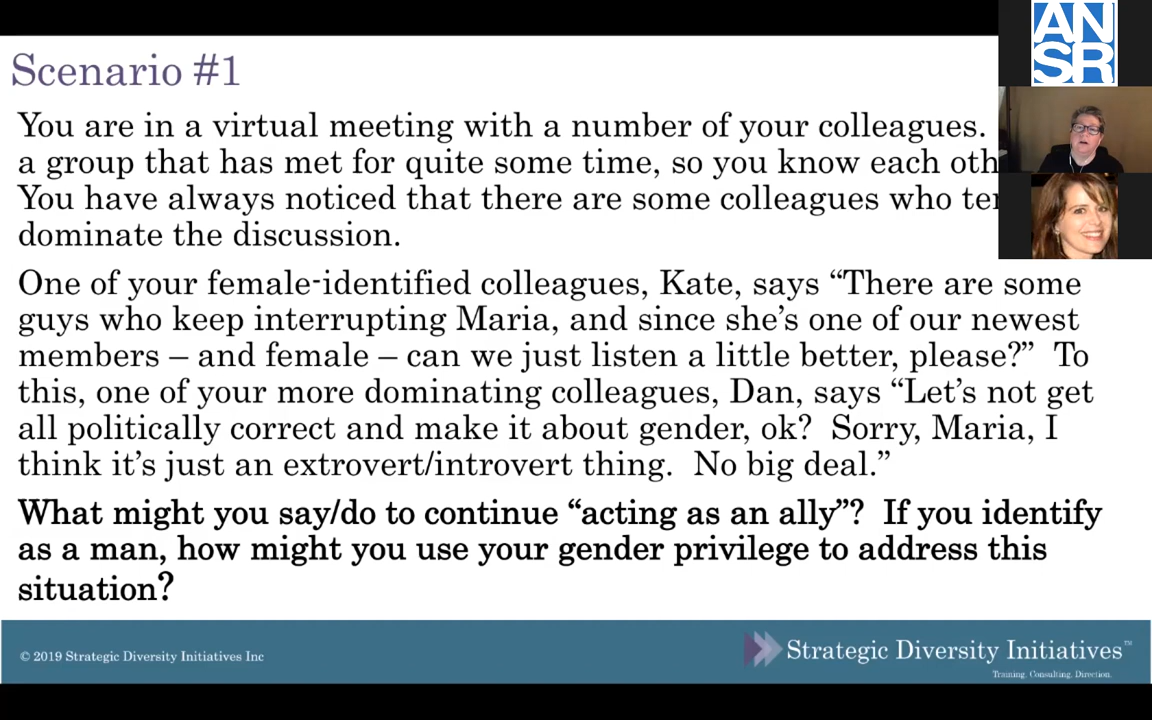 Scenario #1
AN
SR
You are in a virtual meeting with a number of your colleagues.
a group that has met for quite some time, so you know each oth
You have always noticed that there are some colleagues who te
dominate the discussion.
One of your female-identified colleagues, Kate, says “There are some
guys who keep interrupting Maria, and since she’s one of our newest
members – and female – can we just listen a little better, please?” To
this, one of your more dominating colleagues, Dan, says “Let’s not get
all politically correct and make it about gender, ok? Sorry, Maria, I
think it’s just an extrovert/introvert thing. No big deal.”
What might you say/do to continue “acting as an ally”? If you identify
as a man, how might you use your gender privilege to address this
situation?
© 2019 Strategic Diversity Initiatives Inc
Strategic Diversity Initiatives™
Training. Consulting. Direction.